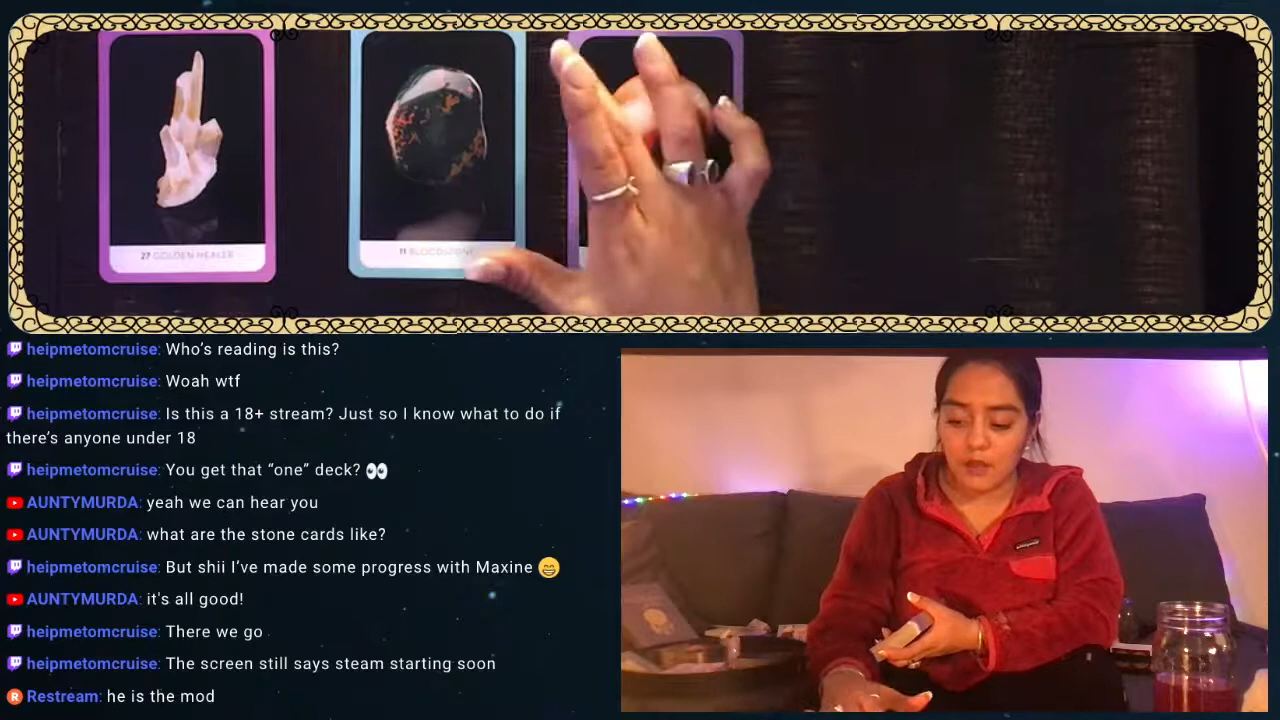 27 GOLDEN HEALER
11 BLOODSTONE
heipmetomcruise: Who's reading is this?
heipmetomcruise: Woah wtf
heipmetomcruise: Is this a 18+ stream? Just so I know what to do if
there's anyone under 18
heipmetomcruise: You get that “one” deck? 👀
AUNTYMURDA: yeah we can hear you
AUNTYMURDA: what are the stone cards like?
heipmetomcruise: But shii I've made some progress with Maxine 😄
AUNTYMURDA: it's all good!
heipmetomcruise: There we go
heipmetomcruise: The screen still says steam starting soon
R Restream: he is the mod